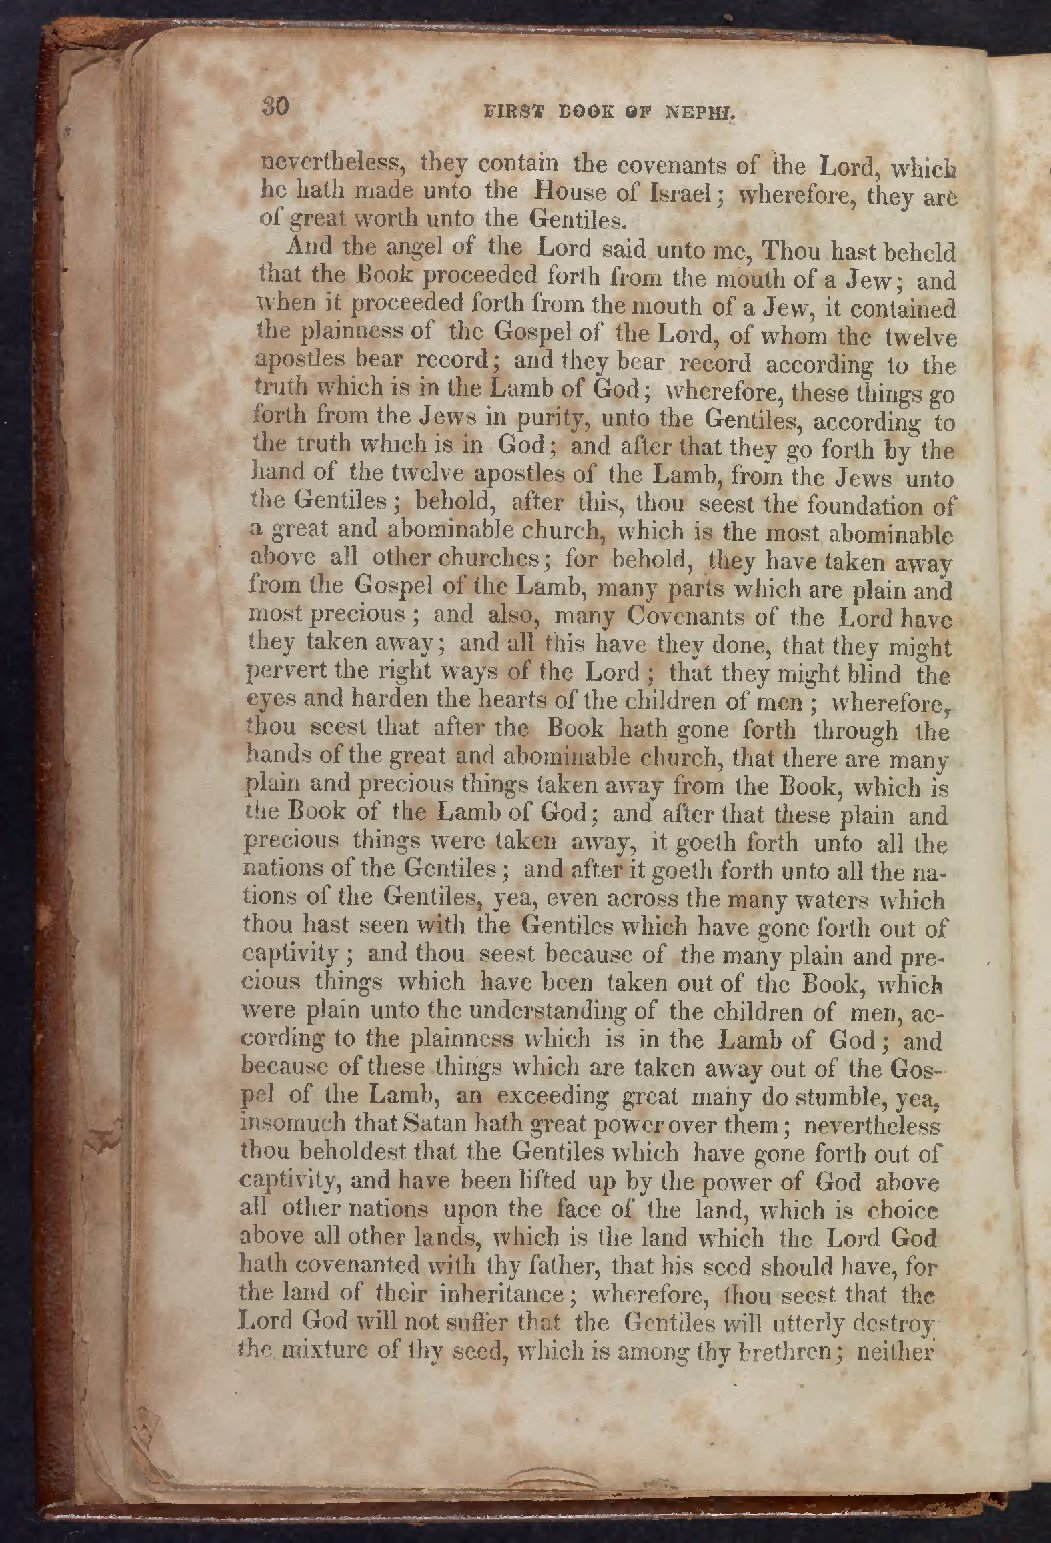 30 FIRST BOOK OF NEPHI.
nevertheless, they contain the covenants of the Lord, which
he hath made unto the House of Israel; wherefore, they are
of great worth unto the Gentiles.
And the angel of the Lord said unto me, Thou hast beheld
that the Book proceeded forth from the mouth of a Jew; and
when it proceeded forth from the mouth of a Jew, it contained
the plainness of the Gospel of the Lord, of whom the twelve
apostles bear record; and they bear record according to the
truth which is in the Lamb of God; wherefore, these things go
forth from the Jews in purity, unto the Gentiles, according to
the truth which is in God; and after that they go forth by the
hand of the twelve apostles of the Lamb, from the Jews unto
the Gentiles; behold, after this, thou seest the foundation of
a great and abominable church, which is the most abominable
above all other churches; for behold, they have taken away
from the Gospel of the Lamb, many parts which are plain and
most precious; and also, many Covenants of the Lord have
they taken away; and all this have they done, that they might
pervert the right ways of the Lord; that they might blind the
eyes and harden the hearts of the children of men; wherefore,
thou seest that after the Book hath gone forth through the
hands of the great and abominable church, that there are many
plain and precious things taken away from the Book, which is
the Book of the Lamb of God; and after that these plain and
precious things were taken away, it goeth forth unto all the
nations of the Gentiles; and after it goeth forth unto all the na-
tions of the Gentiles, yea, even across the many waters which
thou hast seen with the Gentiles which have gone forth out of
captivity; and thou seest because of the many plain and pre-
cious things which have been taken out of the Book, which
were plain unto the understanding of the children of men, ac-
cording to the plainness which is in the Lamb of God; and
because of these things which are taken away out of the Gos-
pel of the Lamb, an exceeding great many do stumble, yea,
insomuch that Satan hath great power over them; nevertheless
thou beholdest that the Gentiles which have gone forth out of
captivity, and have been lifted up by the power of God above
all other nations upon the face of the land, which is choice
above all other lands, which is the land which the Lord God
hath covenanted with thy father, that his seed should have, for
the land of their inheritance; wherefore, thou seest that the
Lord God will not suffer that the Gentiles will utterly destroy
the mixture of thy seed, which is among thy brethren; neither